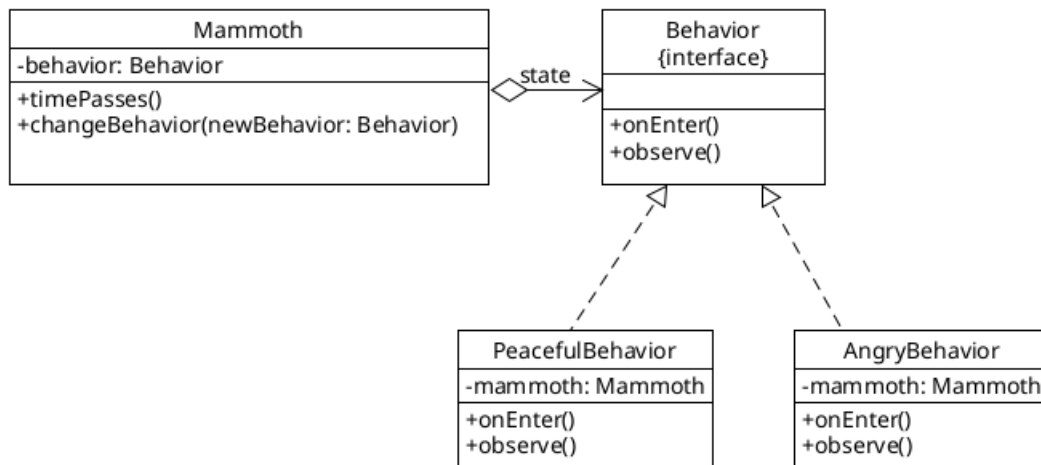 Mammoth
-behavior: Behavior
+timePasses()
+changeBehavior(newBehavior: Behavior)
state
Behavior
{interface}
+onEnter()
+observe()
PeacefulBehavior
-mammoth: Mammoth
+onEnter()
+observe()
AngryBehavior
-mammoth: Mammoth
+onEnter()
+observe()